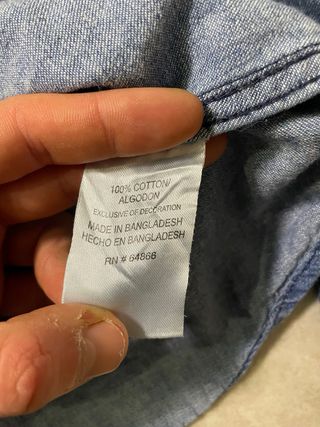 100% COTTON/
ALGODON
EXCLUSIVE OF DECORATION
MADE IN BANGLADESH
HECHO EN BANGLADESH
RN # 64866